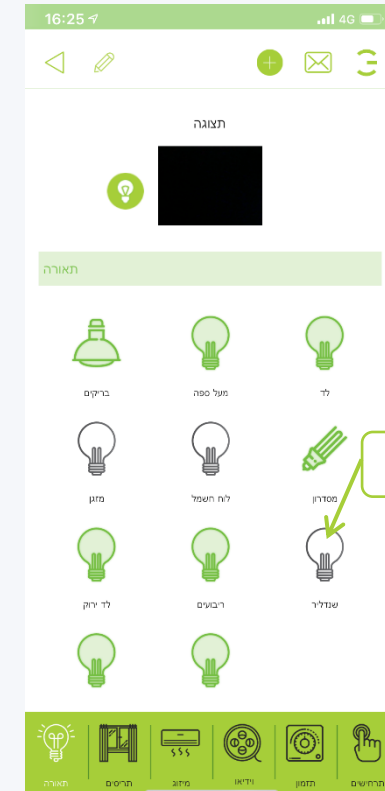 16:25 4G
תצוגה
תאורה
לד מעל ספה בריקים
מסדרון לוח חשמל מזגן
שנדליר ריבועים לד ירוק
תרחישים תזמון וידיאו מיזוג תריסים תאורה